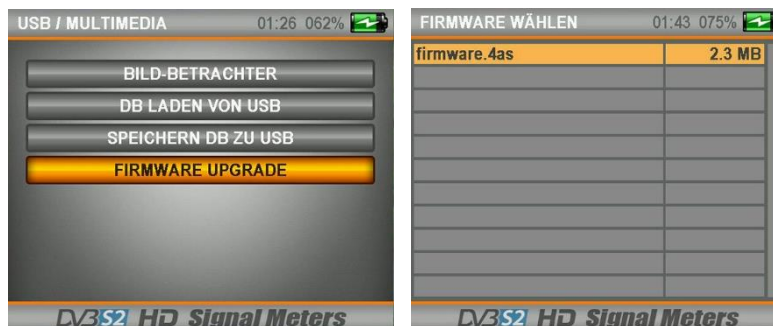 USB / MULTIMEDIA 01:26 062%
BILD-BETRACHTER
DB LADEN VON USB
SPEICHERN DB ZU USB
FIRMWARE UPGRADE
DVB S2 HD Signal Meters
FIRMWARE WÄHLEN 01:43 075%
firmware.4as 2.3 MB
DVB S2 HD Signal Meters